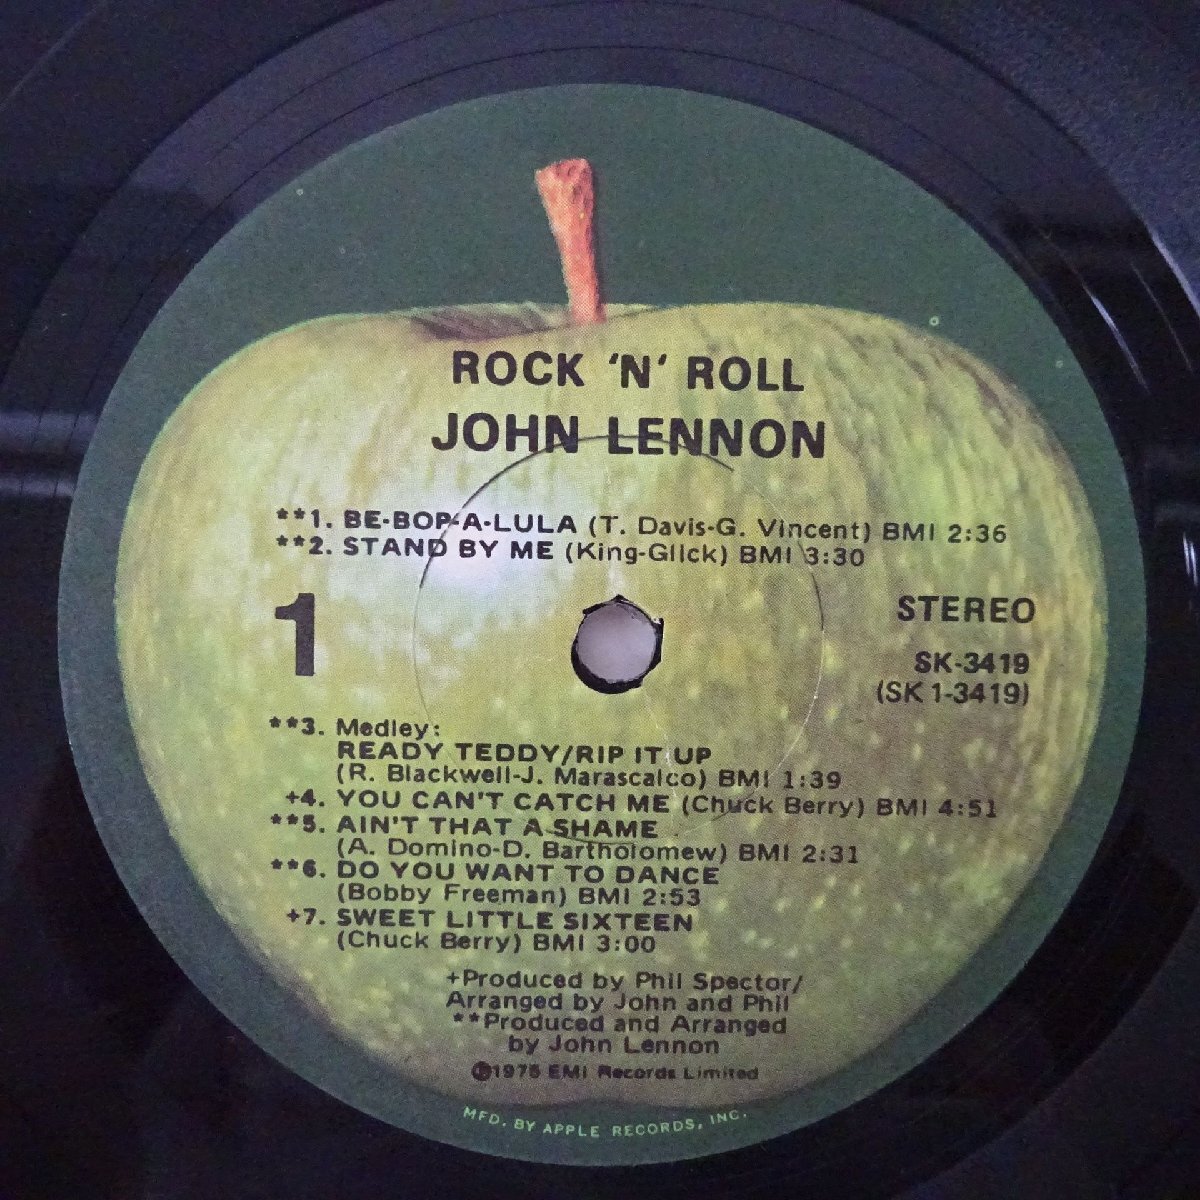 ROCK 'N' ROLL
JOHN LENNON
**1. BE-BOP-A-LULA (T. Davis-G. Vincent) BMI 2:36
**2. STAND BY ME (King-Glick) BMI 3:30
1
STEREO
SK-3419
(SK 1-3419)
**3. Medley:
READY TEDDY/RIP IT UP
(R. Blackwell-J. Marascalco) BMI 1:39
+4. YOU CAN'T CATCH ME (Chuck Berry) BMI 4:51
**5. AIN'T THAT A SHAME
(A. Domino-D. Bartholomew) BMI 2:31
**6. DO YOU WANT TO DANCE
(Bobby Freeman) BMI 2:53
+7. SWEET LITTLE SIXTEEN
(Chuck Berry) BMI 3:00
+Produced by Phil Spector/
Arranged by John and Phil
**Produced and Arranged
by John Lennon
℗1975 EMI Records Limited
MFD. BY APPLE RECORDS, INC.